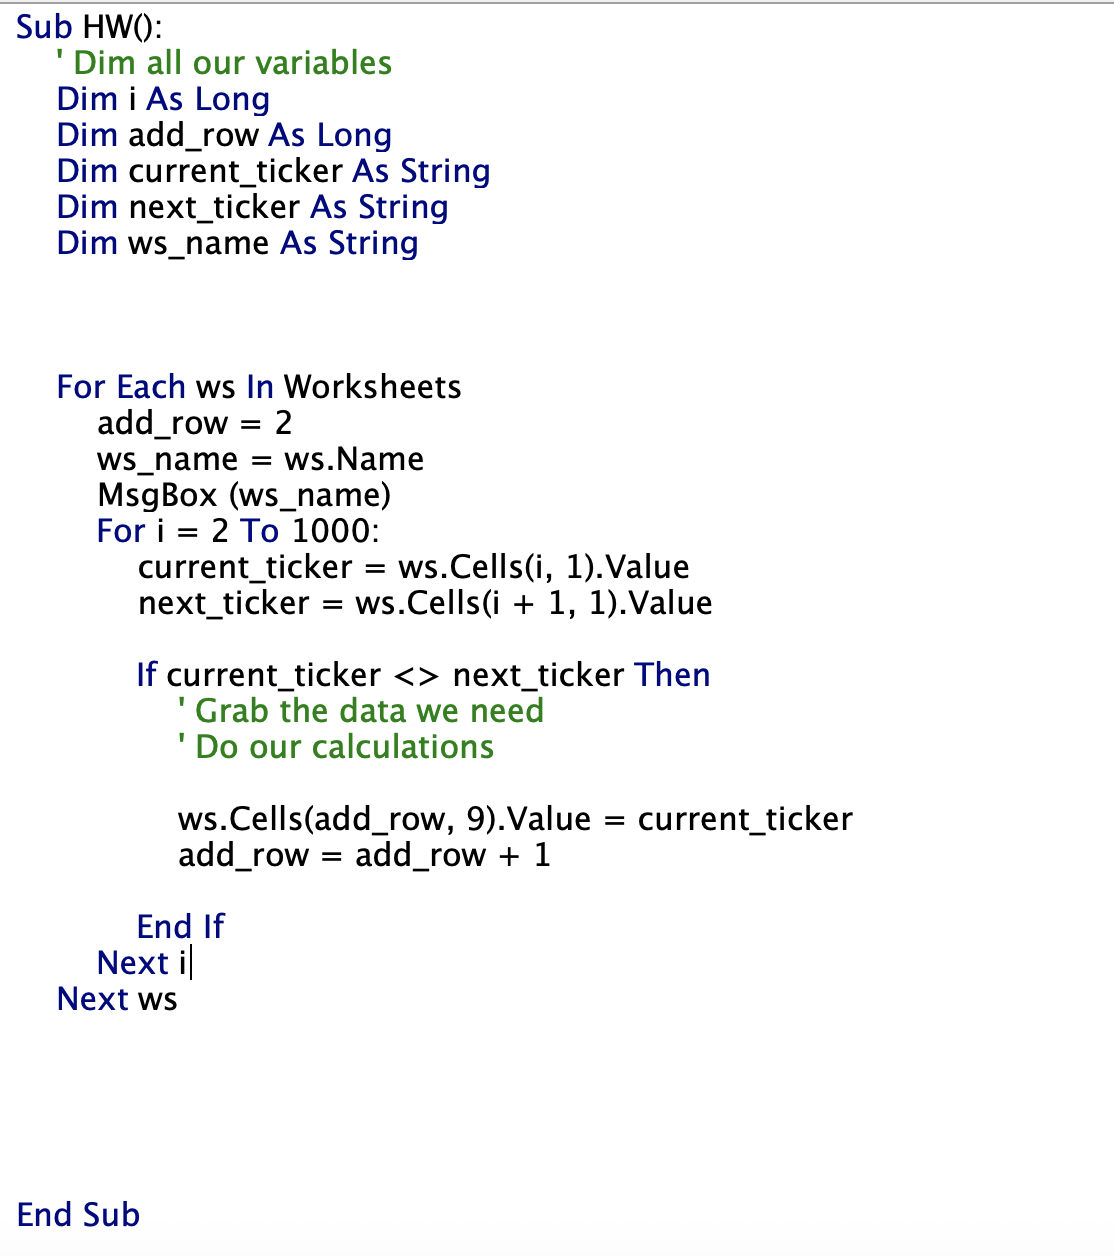 Sub HW():
' Dim all our variables
Dim i As Long
Dim add_row As Long
Dim current_ticker As String
Dim next_ticker As String
Dim ws_name As String
For Each ws In Worksheets
add_row = 2
ws_name = ws.Name
MsgBox (ws_name)
For i = 2 To 1000:
current_ticker = ws.Cells(i, 1).Value
next_ticker = ws.Cells(i + 1, 1).Value
If current_ticker <> next_ticker Then
' Grab the data we need
' Do our calculations
ws.Cells(add_row, 9).Value = current_ticker
add_row = add_row + 1
End If
Next i
Next ws
End Sub